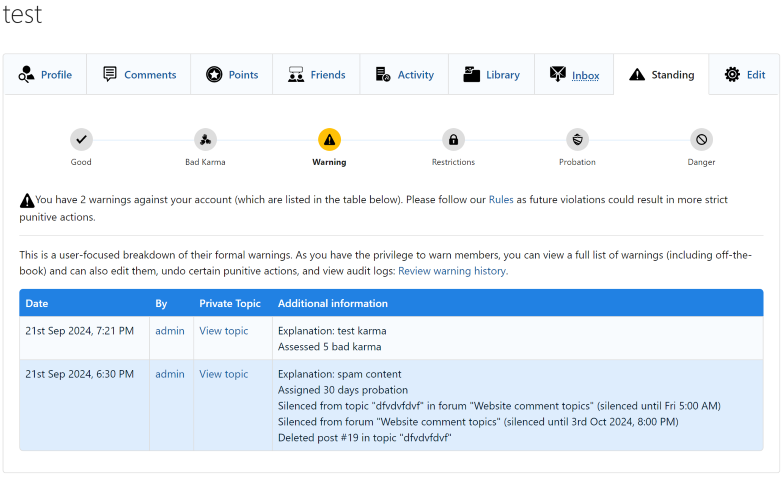 test
Profile
Comments
Points
Friends
Activity
Library
Inbox
Standing
Edit
Good
Bad Karma
Warning
Restrictions
Probation
Danger
You have 2 warnings against your account (which are listed in the table below). Please follow our Rules as future violations could result in more strict
punitive actions.
This is a user-focused breakdown of their formal warnings. As you have the privilege to warn members, you can view a full list of warnings (including off-the-
book) and can also edit them, undo certain punitive actions, and view audit logs: Review warning history.
Date By Private Topic Additional information
21st Sep 2024, 7:21 PM admin View topic Explanation: test karma
Assessed 5 bad karma
21st Sep 2024, 6:30 PM admin View topic Explanation: spam content
Assigned 30 days probation
Silenced from topic "dfvdvfdvf" in forum "Website comment topics" (silenced until Fri 5:00 AM)
Silenced from forum "Website comment topics" (silenced until 3rd Oct 2024, 8:00 PM)
Deleted post #19 in topic "dfvdvfdvf"